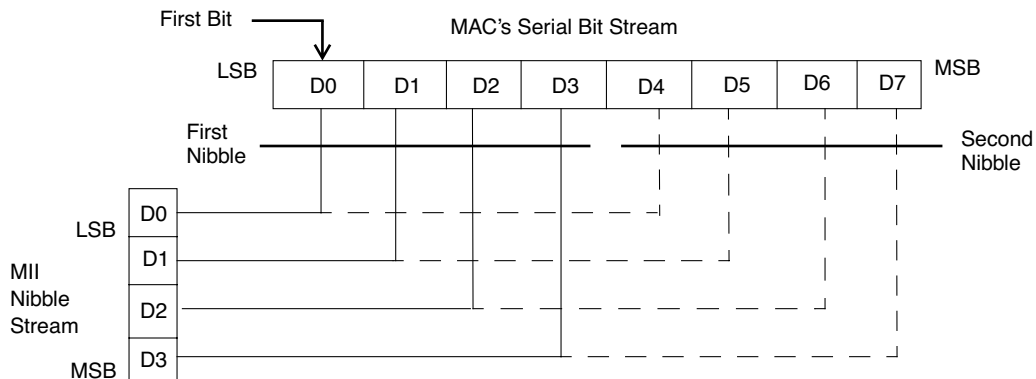 First Bit
MAC's Serial Bit Stream
LSB D0 D1 D2 D3 D4 D5 D6 D7 MSB
First
Nibble
Second
Nibble
LSB
D0
D1
D2
D3
MII
Nibble
Stream
MSB